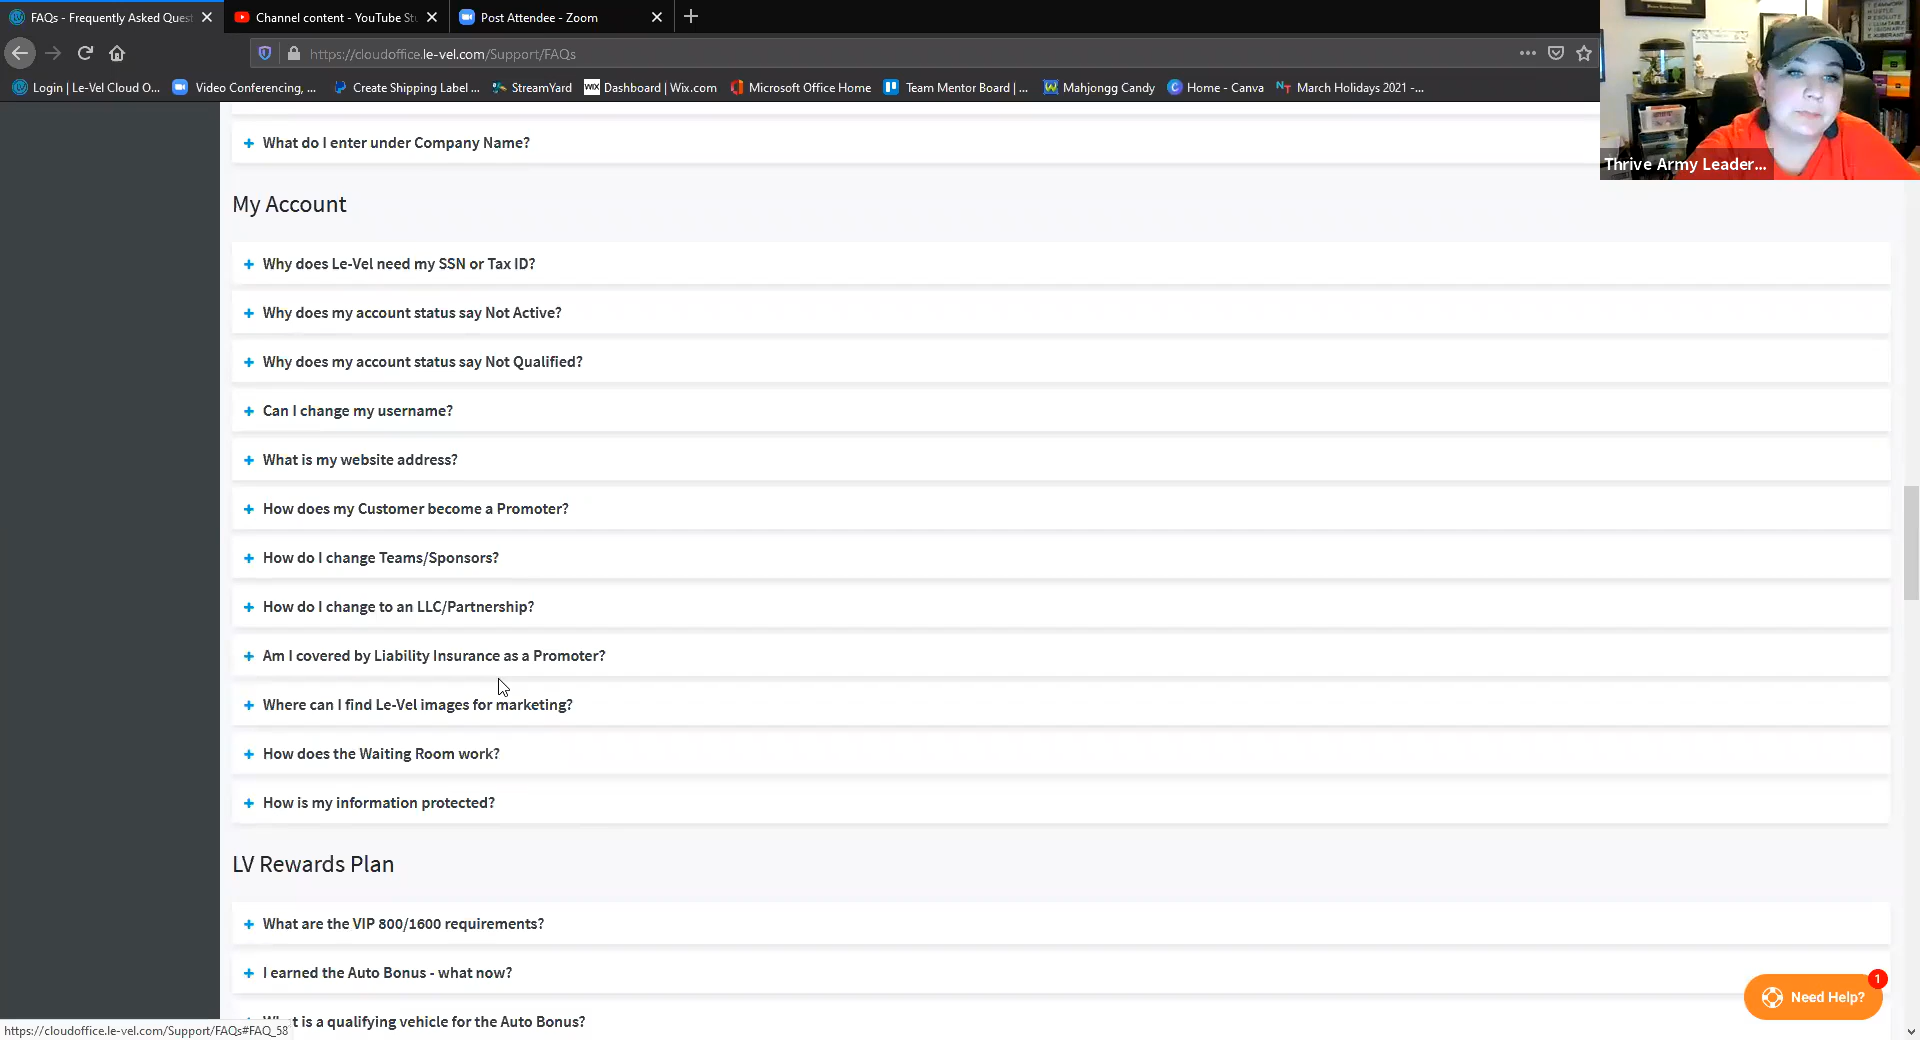 FAQs - Frequently Asked Quest
Channel content - YouTube St
Post Attendee - Zoom
https://cloudoffice.le-vel.com/Support/FAQs
Login | Le-Vel Cloud O...
Video Conferencing, ...
Create Shipping Label ...
StreamYard
WIX Dashboard | Wix.com
Microsoft Office Home
Team Mentor Board | ...
Mahjongg Candy
C Home - Canva
NT March Holidays 2021 -...
Thrive Army Leader...
What do I enter under Company Name?
My Account
Why does Le-Vel need my SSN or Tax ID?
Why does my account status say Not Active?
Why does my account status say Not Qualified?
Can I change my username?
What is my website address?
How does my Customer become a Promoter?
How do I change Teams/Sponsors?
How do I change to an LLC/Partnership?
Am I covered by Liability Insurance as a Promoter?
Where can I find Le-Vel images for marketing?
How does the Waiting Room work?
How is my information protected?
LV Rewards Plan
What are the VIP 800/1600 requirements?
I earned the Auto Bonus - what now?
t is a qualifying vehicle for the Auto Bonus?
1
Need Help?
https://cloudoffice.le-vel.com/Support/FAQs#FAQ_58